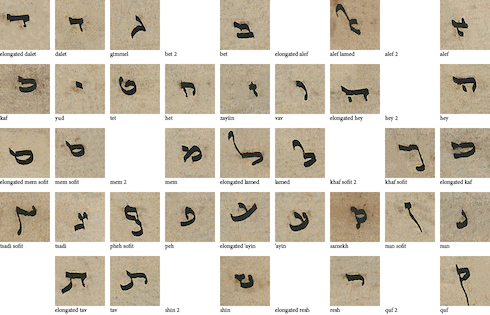 elongated dalet dalet gimmel bet 2 bet elongated alef alef lamed alef 2 alef
kaf yud tet het zayiin vav elongated hey hey 2 hey
elongated mem sofit mem sofit mem 2 mem elongated lamed lamed khaf sofit 2 khaf sofit elongated kaf
tsadi sofit tsadi pheh sofit peh elongated 'ayin 'ayin samekh nun sofit nun
elongated tav tav shin 2 shin elongated resh resh quf 2 quf